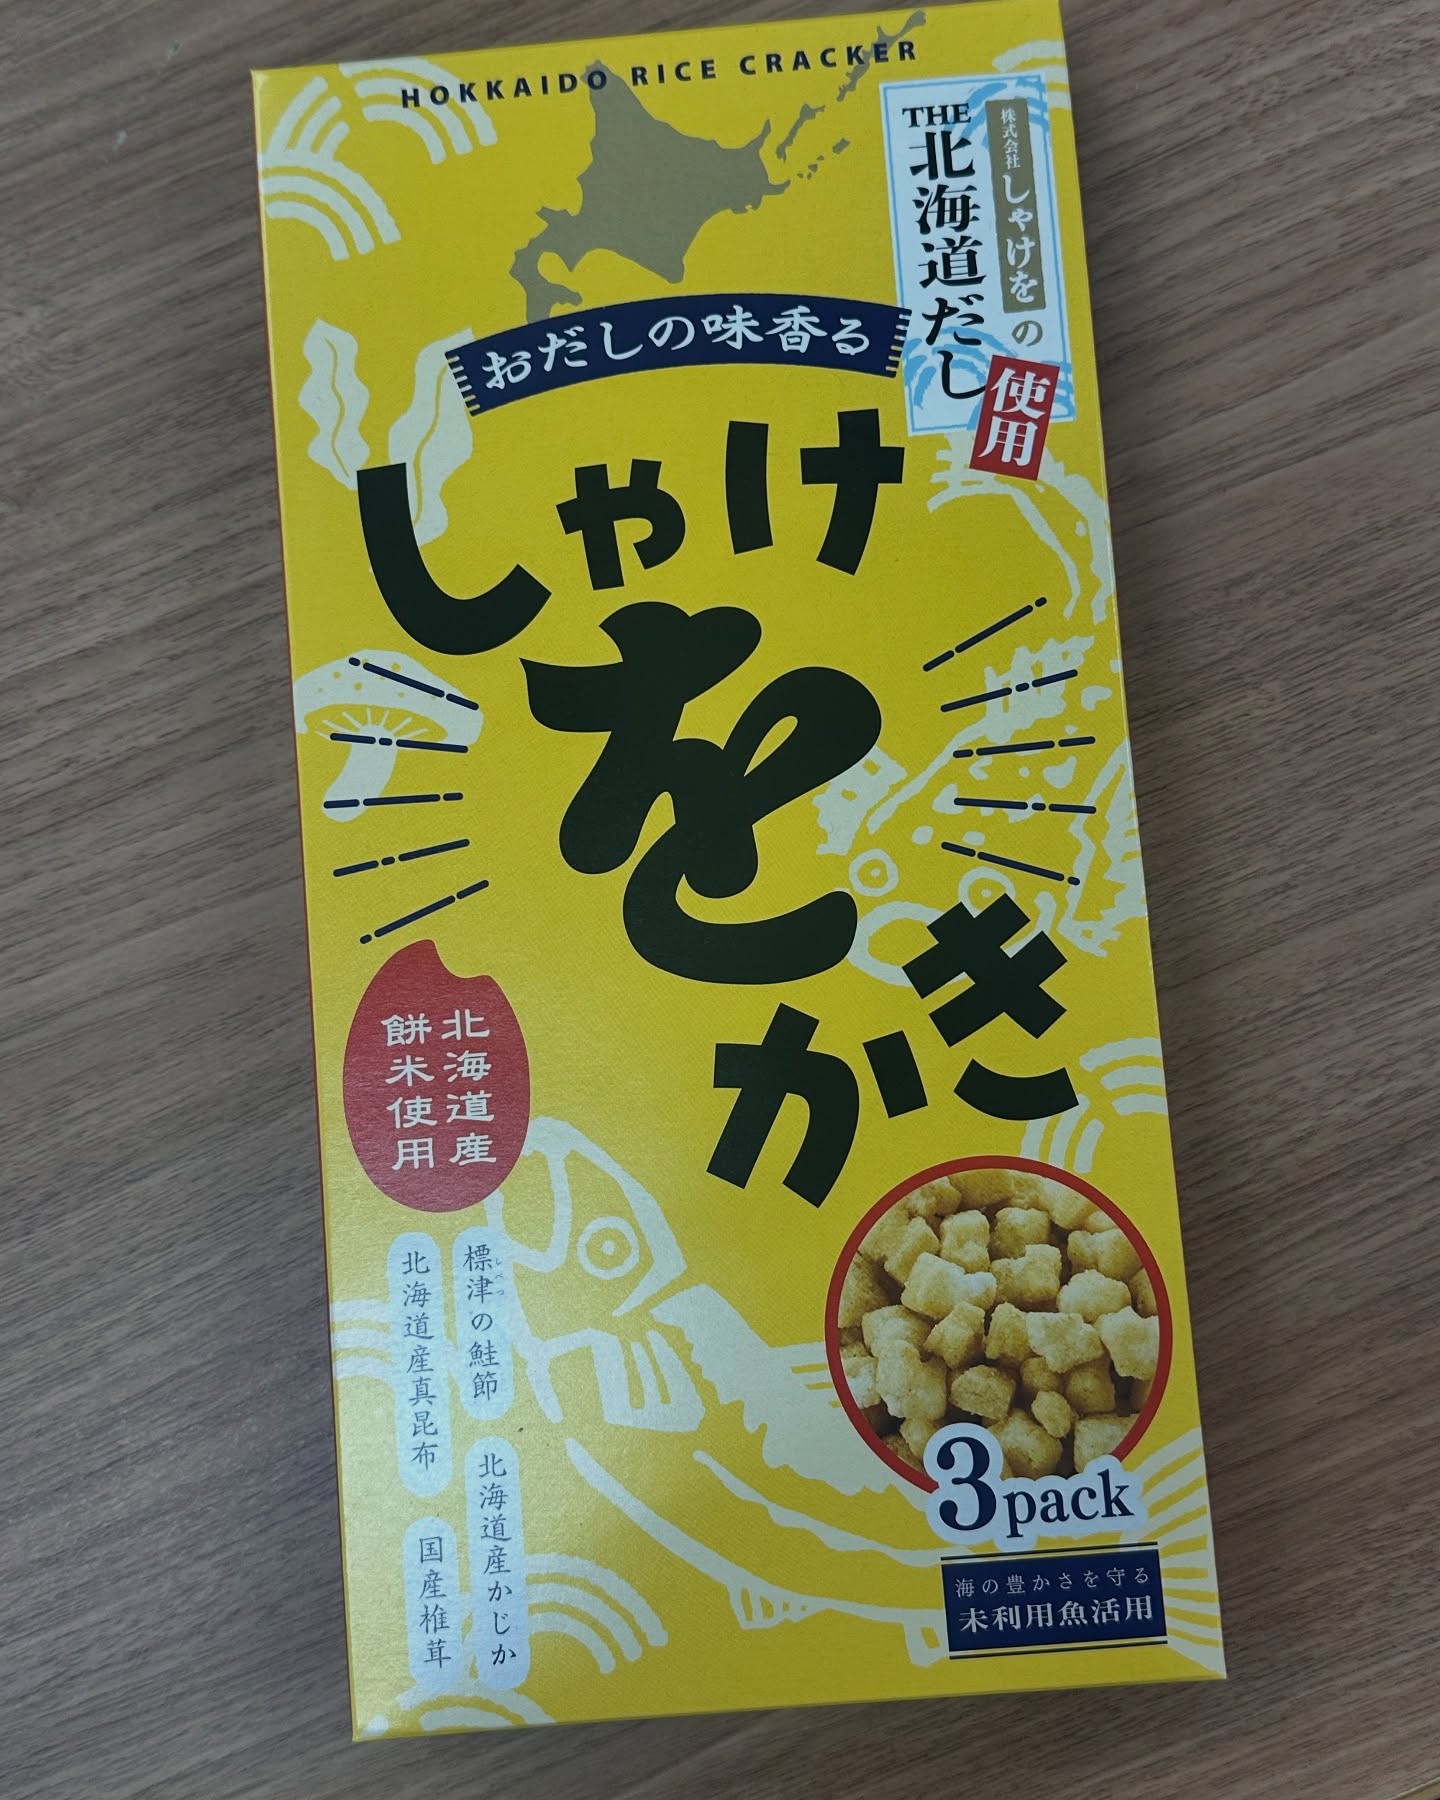 HOKKAIDO RICE CRACKER
株式会社しゃけをの
THE北海道だし
使用
おだしの味香る
しゃけ
を
かき
北海道産
餅米使用
標津の鮭節
しべつ
北海道産かじか
北海道産真昆布
国産椎茸
3pack
海の豊かさを守る
未利用魚活用